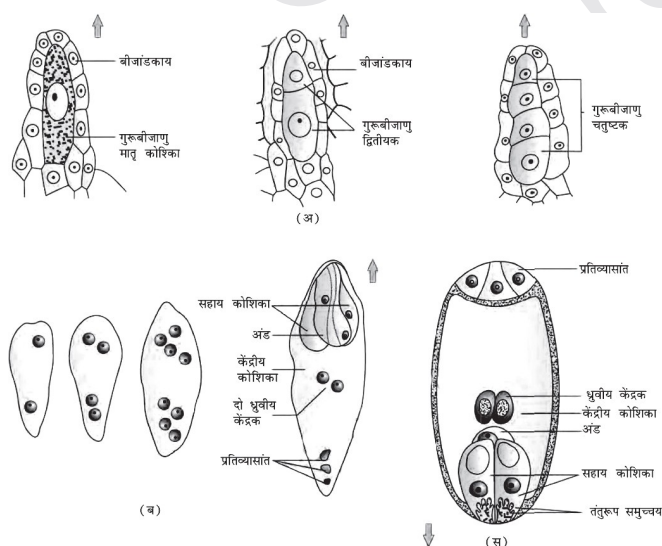 बीजांडकाय
गुरूबीजाणु
मातृ कोशिका
बीजांडकाय
गुरूबीजाणु
द्वितीयक
गुरूबीजाणु
चतुष्टक
(अ)
सहाय कोशिका
अंड
केंद्रीय
कोशिका
दो ध्रुवीय
केंद्रक
प्रतिव्यासांत
(ब)
प्रतिव्यासांत
ध्रुवीय केंद्रक
केंद्रीय कोशिका
अंड
सहाय कोशिका
तंतुरूप समुच्चय
(स)